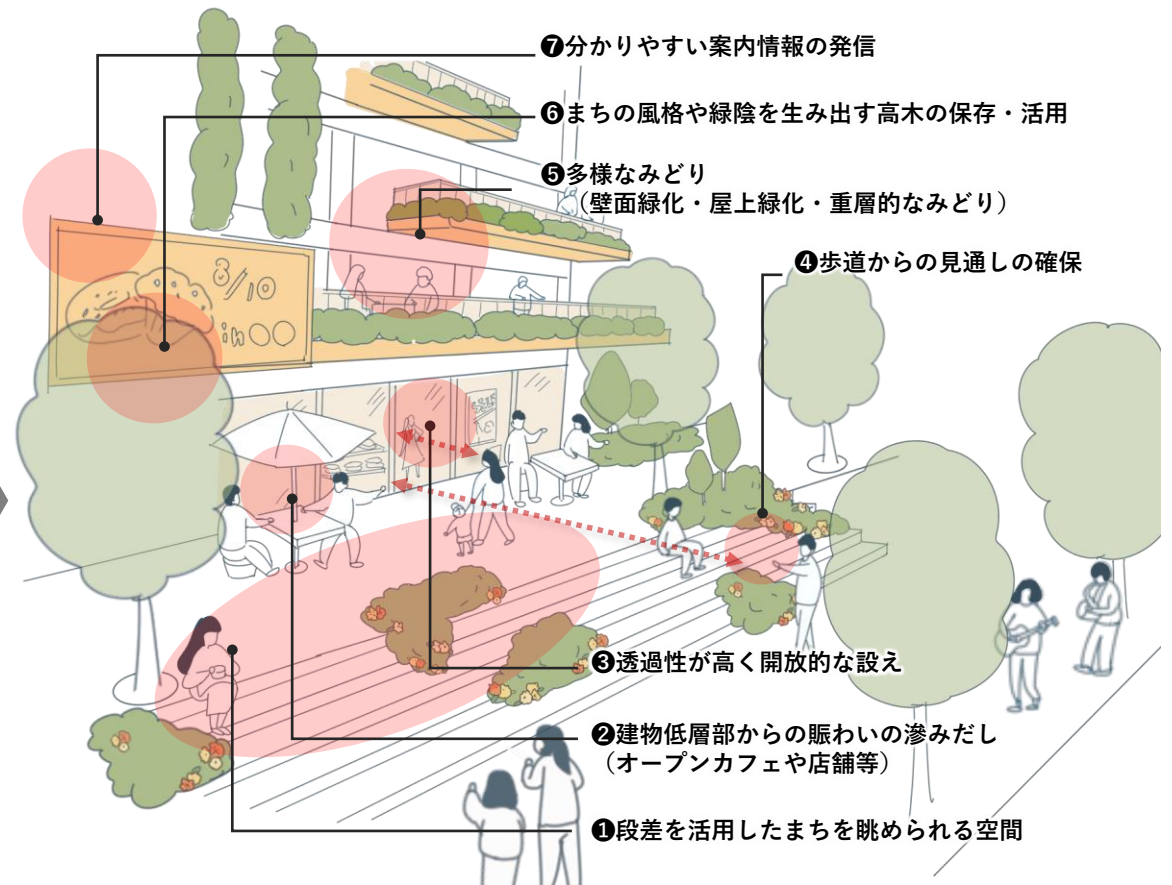 ❼分かりやすい案内情報の発信
❻まちの風格や緑陰を生み出す高木の保存・活用
❺多様なみどり
（壁面緑化・屋上緑化・重層的なみどり）
❹歩道からの見通しの確保
8/10
in〇〇
❸透過性が高く開放的な設え
❷建物低層部からの賑わいの滲みだし
（オープンカフェや店舗等）
❶段差を活用したまちを眺められる空間